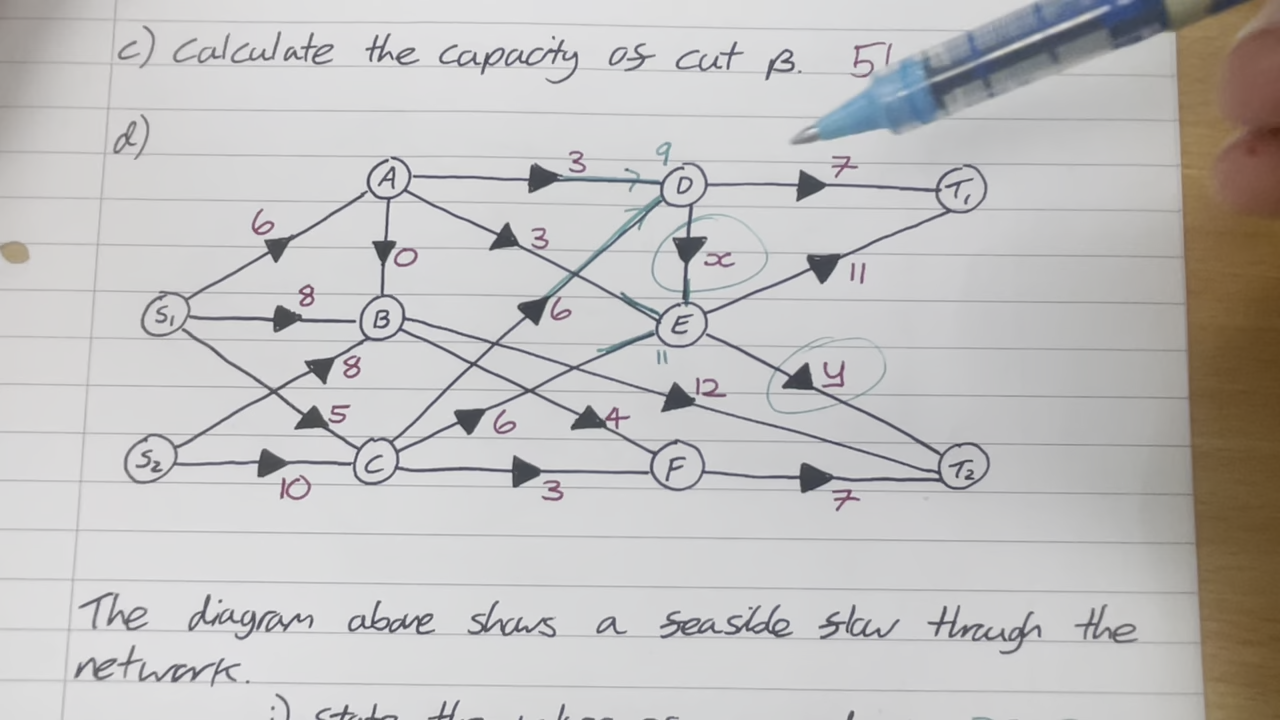 c) Calculate the capacity of cut β. 51
d)
9
A 3 D 7 T1
6 3 x 11
0
8 6
S1 B E
8 11 y
12
5 6 4
S2 C F T2
10 3 7
The diagram above shows a seaside flow through the
network.